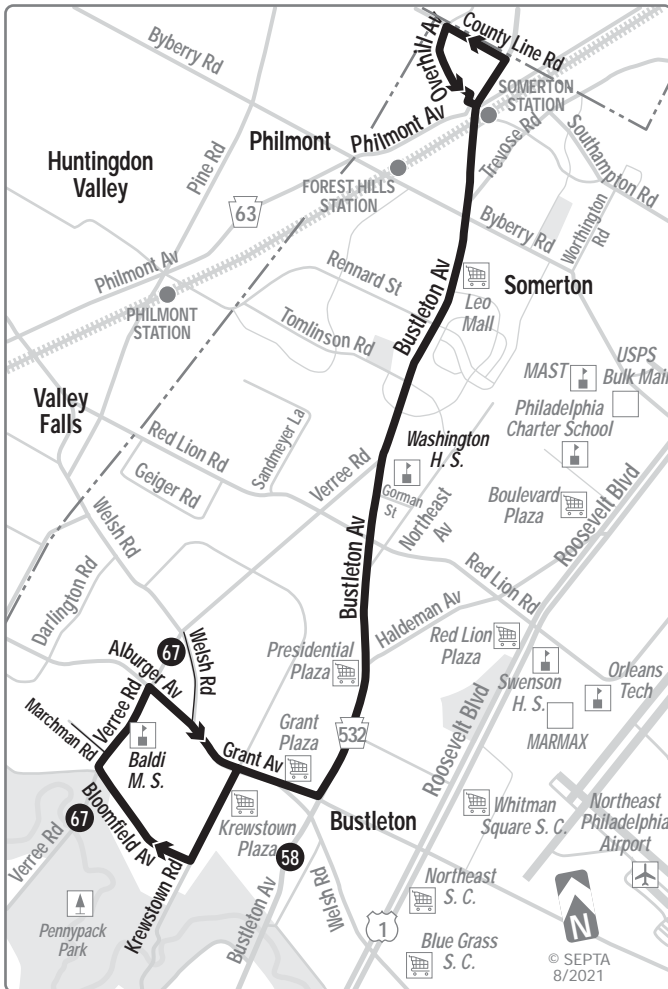 Byberry Rd
County Line Rd
Overhill Av
SOMERTON
STATION
Philmont
Philmont Av
Trevose Rd
Southampton Rd
Huntingdon
Valley
Pine Rd
FOREST HILLS
STATION
63
Byberry Rd
Worthington
Rd
Philmont Av
Rennard St
Bustleton Av
Somerton
PHILMONT
STATION
Leo
Mall
Tomlinson Rd
MAST
USPS
Bulk Mail
Valley
Falls
Philadelphia
Charter School
Sandmeyer La
Washington
H. S.
Red Lion Rd
Verree Rd
Geiger Rd
Gorman
St
Northeast
Av
Boulevard
Plaza
Roosevelt Blvd
Welsh Rd
Bustleton Av
Red Lion Rd
Darlington Rd
Haldeman Av
67
Welsh Rd
Presidential
Plaza
Red Lion
Plaza
Alburger Av
Swenson
H. S.
Orleans
Tech
Verree Rd
Marchman Rd
Grant
Plaza
532
Roosevelt Blvd
MARMAX
Baldi
M. S.
Grant Av
Krewstown
Plaza
Bustleton
Whitman
Square S. C.
Northeast
Philadelphia
Airport
67
Bloomfield Av
58
Verree Rd
Krewstown Rd
Bustleton Av
Welsh Rd
Northeast
S. C.
Pennypack
Park
1
N
Blue Grass
S. C.
© SEPTA
8/2021